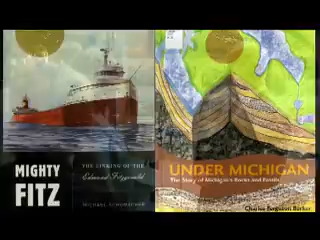 MIGHTY
FITZ
THE SINKING OF THE
Edmund Fitzgerald
MICHAEL SCHUMACHER
UNDER MICHIGAN
The Story of Michigan's Rocks and Fossils
Charles Ferguson Barker